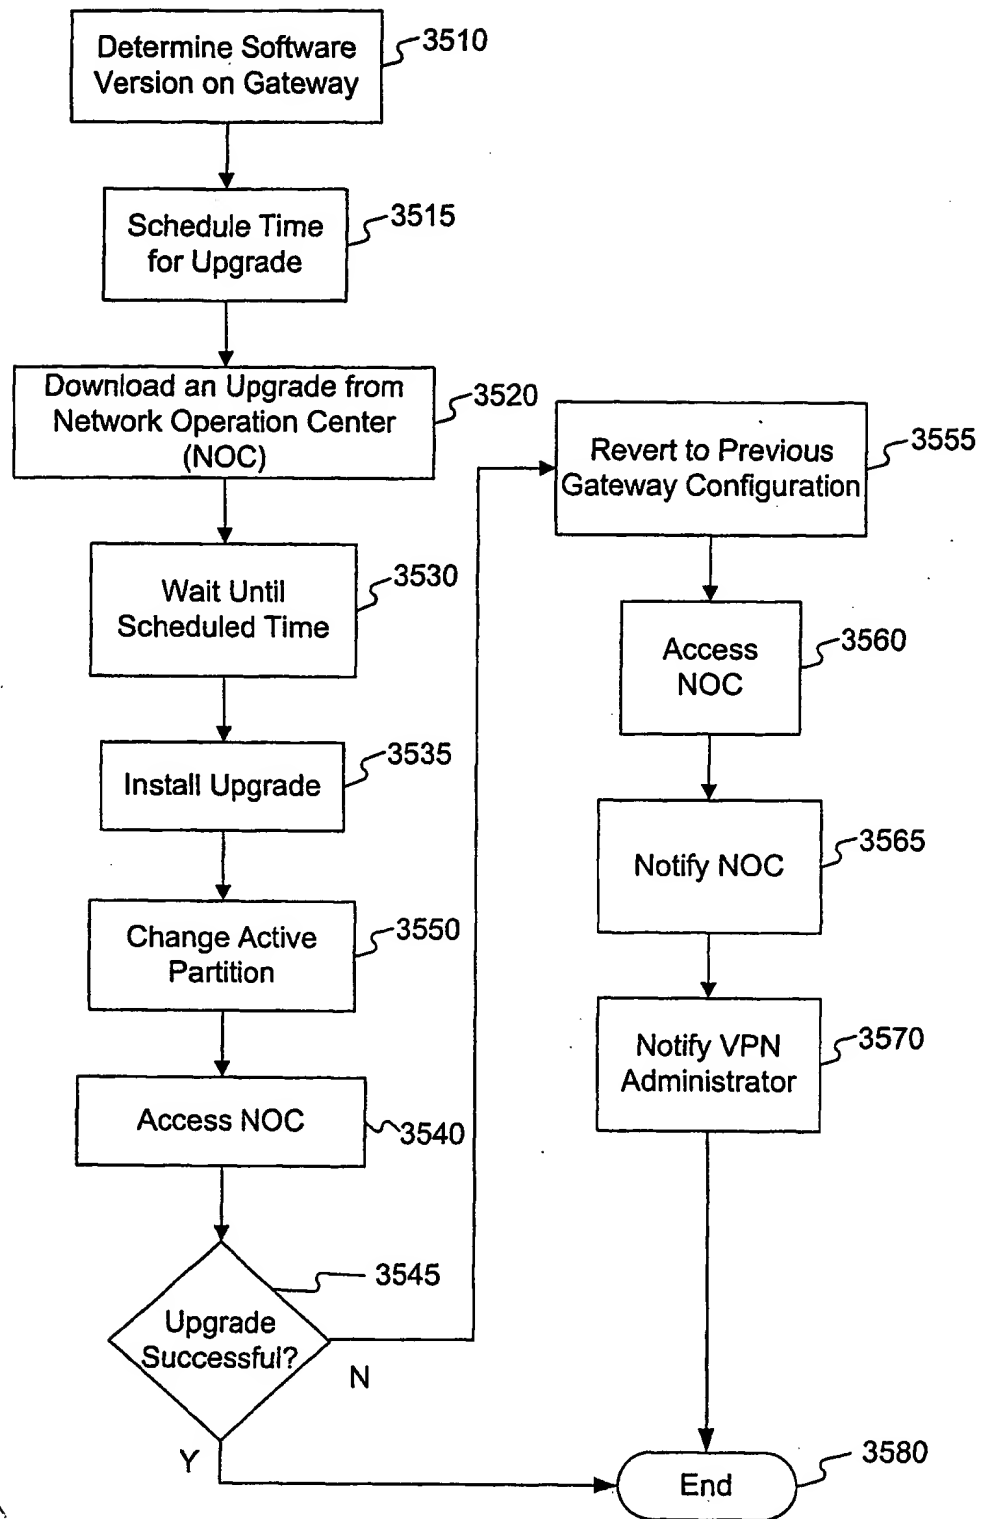 Determine Software
Version on Gateway
3510
Schedule Time
for Upgrade
3515
Download an Upgrade from
Network Operation Center
(NOC)
3520
Wait Until
Scheduled Time
3530
Install Upgrade
3535
Change Active
Partition
3550
Access NOC
3540
Upgrade
Successful?
3545
N
Y
Revert to Previous
Gateway Configuration
3555
Access
NOC
3560
Notify NOC
3565
Notify VPN
Administrator
3570
End
3580